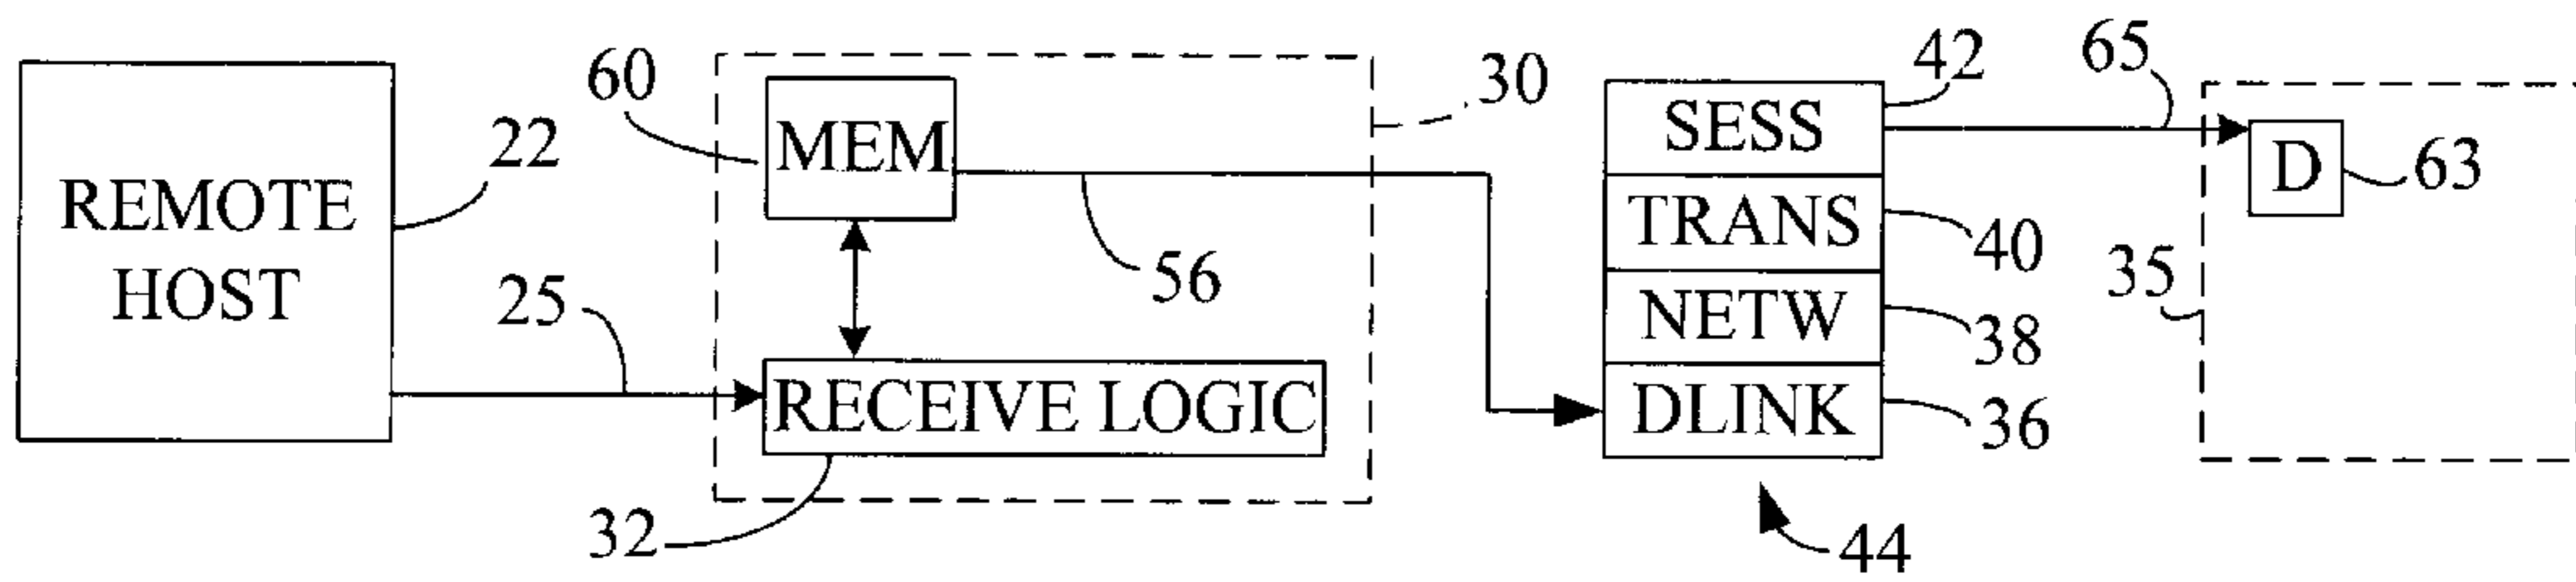 REMOTE
HOST
22
25
60
MEM
30
56
RECEIVE LOGIC
32
SESS
42
TRANS
40
NETW
38
DLINK
36
44
65
D
63
35